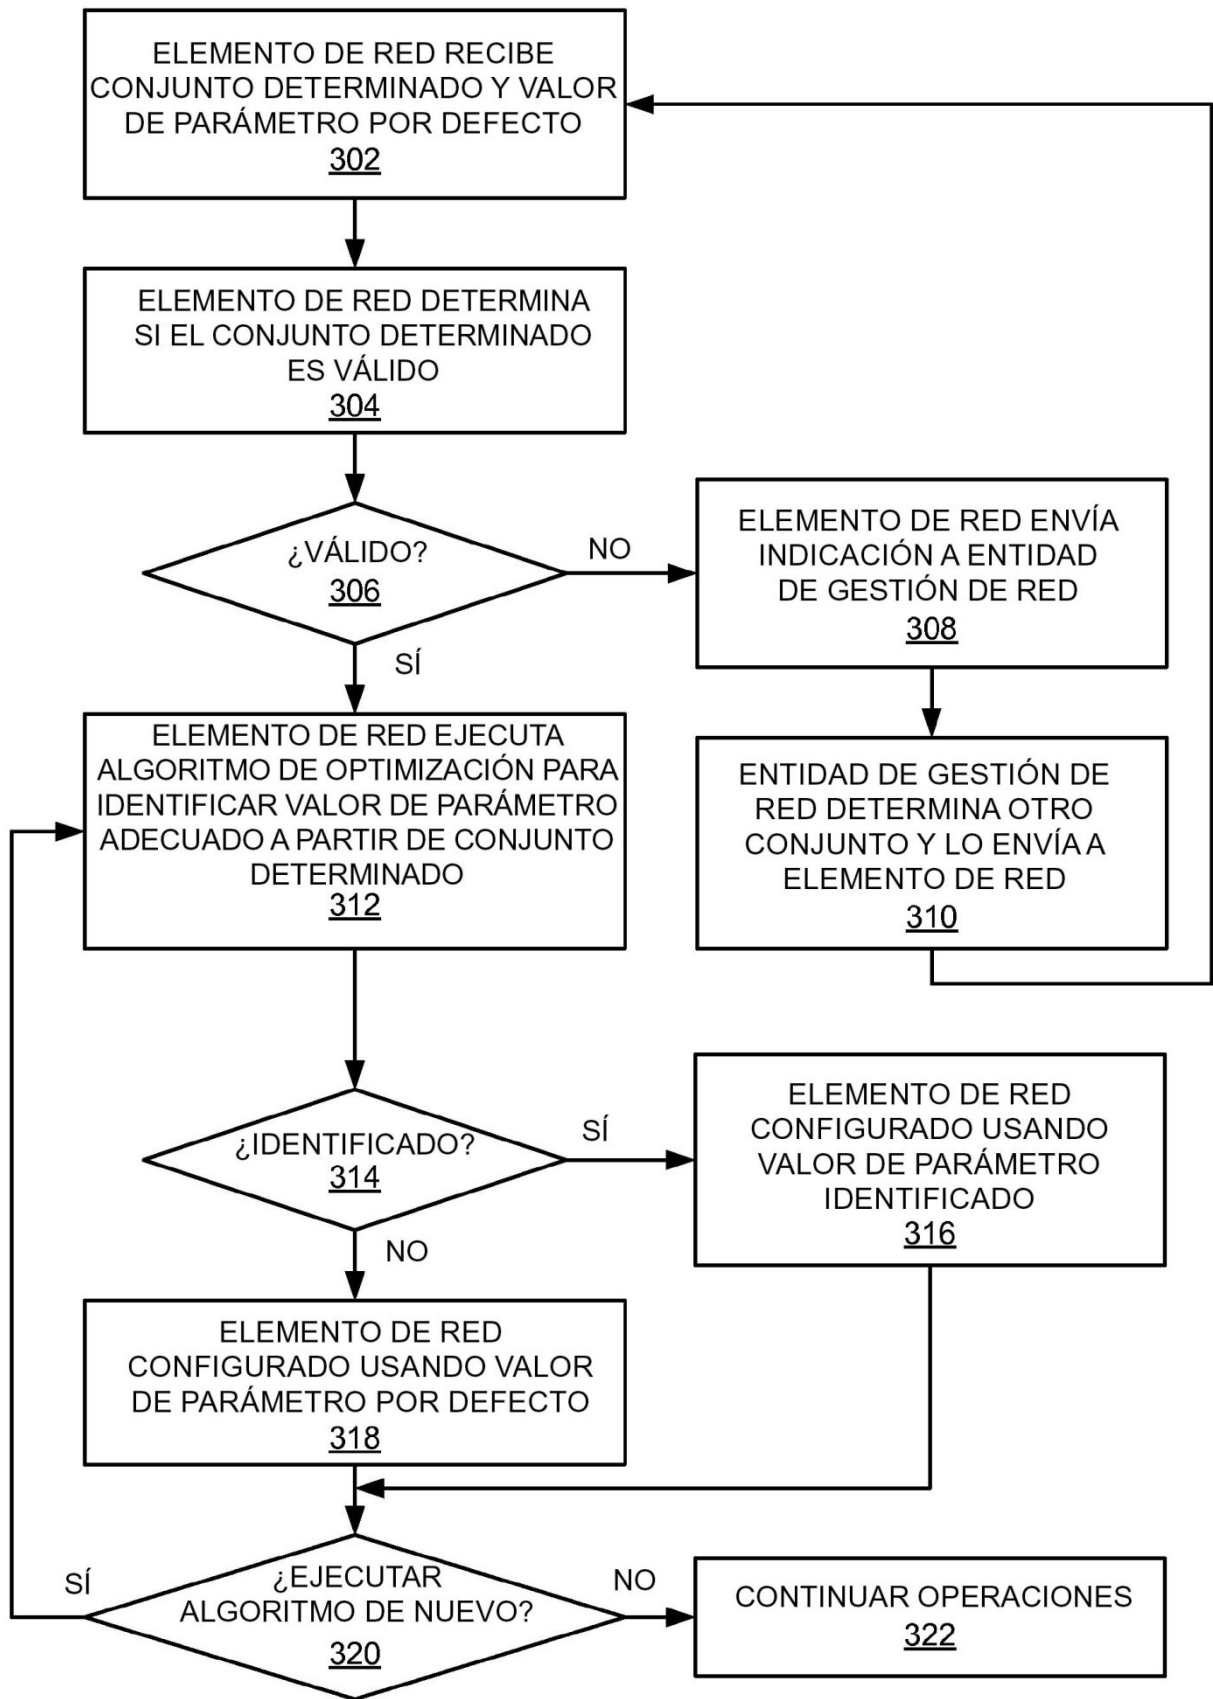 ELEMENTO DE RED RECIBE
CONJUNTO DETERMINADO Y VALOR
DE PARÁMETRO POR DEFECTO
302
ELEMENTO DE RED DETERMINA
SI EL CONJUNTO DETERMINADO
ES VÁLIDO
304
¿VÁLIDO?
306
NO
SÍ
ELEMENTO DE RED ENVÍA
INDICACIÓN A ENTIDAD
DE GESTIÓN DE RED
308
ENTIDAD DE GESTIÓN DE
RED DETERMINA OTRO
CONJUNTO Y LO ENVÍA A
ELEMENTO DE RED
310
ELEMENTO DE RED EJECUTA
ALGORITMO DE OPTIMIZACIÓN PARA
IDENTIFICAR VALOR DE PARÁMETRO
ADECUADO A PARTIR DE CONJUNTO
DETERMINADO
312
¿IDENTIFICADO?
314
SÍ
NO
ELEMENTO DE RED
CONFIGURADO USANDO
VALOR DE PARÁMETRO
IDENTIFICADO
316
ELEMENTO DE RED
CONFIGURADO USANDO VALOR
DE PARÁMETRO POR DEFECTO
318
¿EJECUTAR
ALGORITMO DE NUEVO?
320
SÍ
NO
CONTINUAR OPERACIONES
322